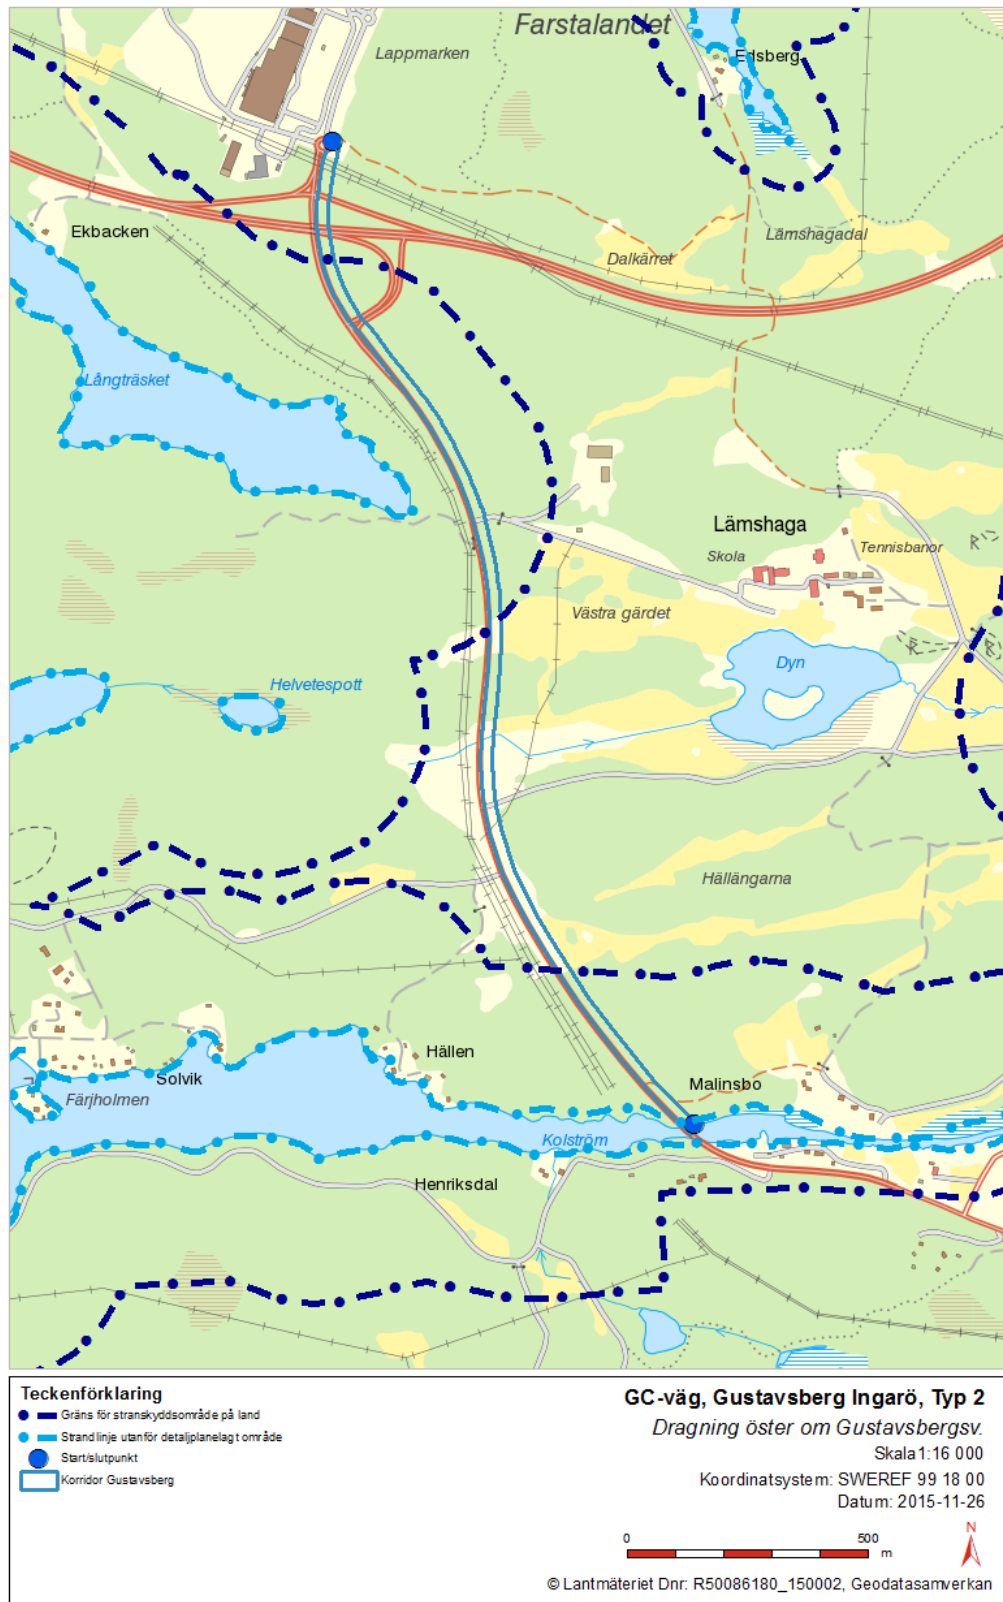 Farstalandet
Lappmarken
Edsberg
Ekbacken
Lämshagadal
Dalkärret
Långträsket
Lämshaga
Skola
Tennisbanor
R
Västra gärdet
R
R
Dyn
Helvetespott
Hällängarna
Hällen
Solvik
Malinsbo
Färjholmen
Kolström
Henriksdal
Teckenförklaring
Gräns för stranskyddsområde på land
Strandlinje utanför detaljplanelagt område
Start/slutpunkt
Korridor Gustavsberg
GC-väg, Gustavsberg Ingarö, Typ 2
Dragning öster om Gustavsbergsv.
Skala1:16 000
Koordinatsystem: SWEREF 99 18 00
Datum: 2015-11-26
0 500 m
N
© Lantmäteriet Dnr: R50086180_150002, Geodatasamverkan